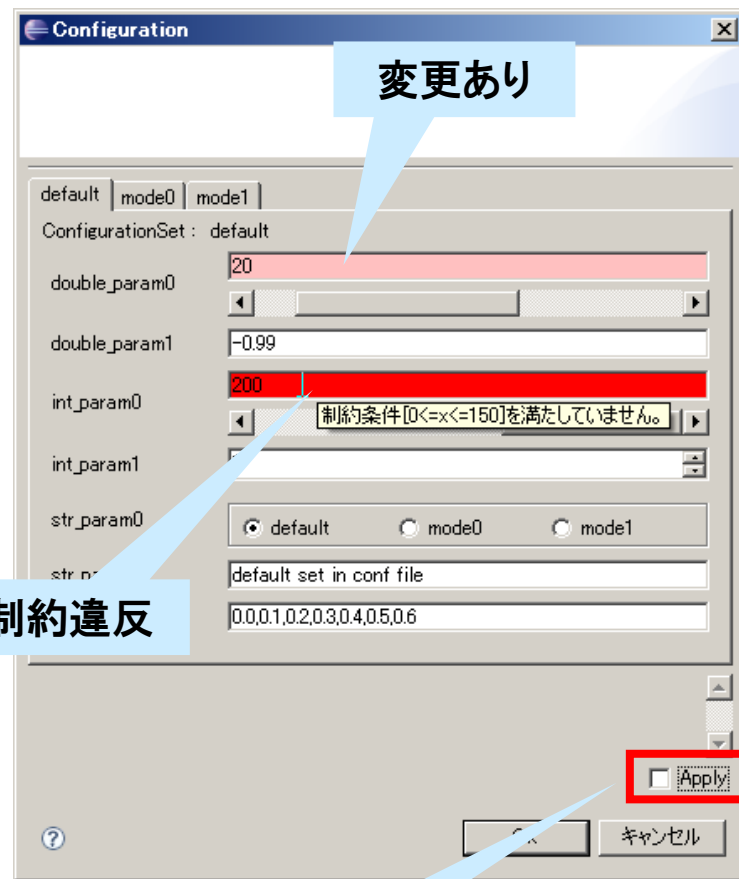 Configuration
変更あり
default mode0 mode1
ConfigurationSet : default
double_param0 20
double_param1 -0.99
int_param0 200
制約条件[0<=x<=150]を満たしていません。
int_param1
str_param0 default mode0 mode1
default set in conf file
制約違反
0.0,0.1,0.2,0.3,0.4,0.5,0.6
Apply
キャンセル